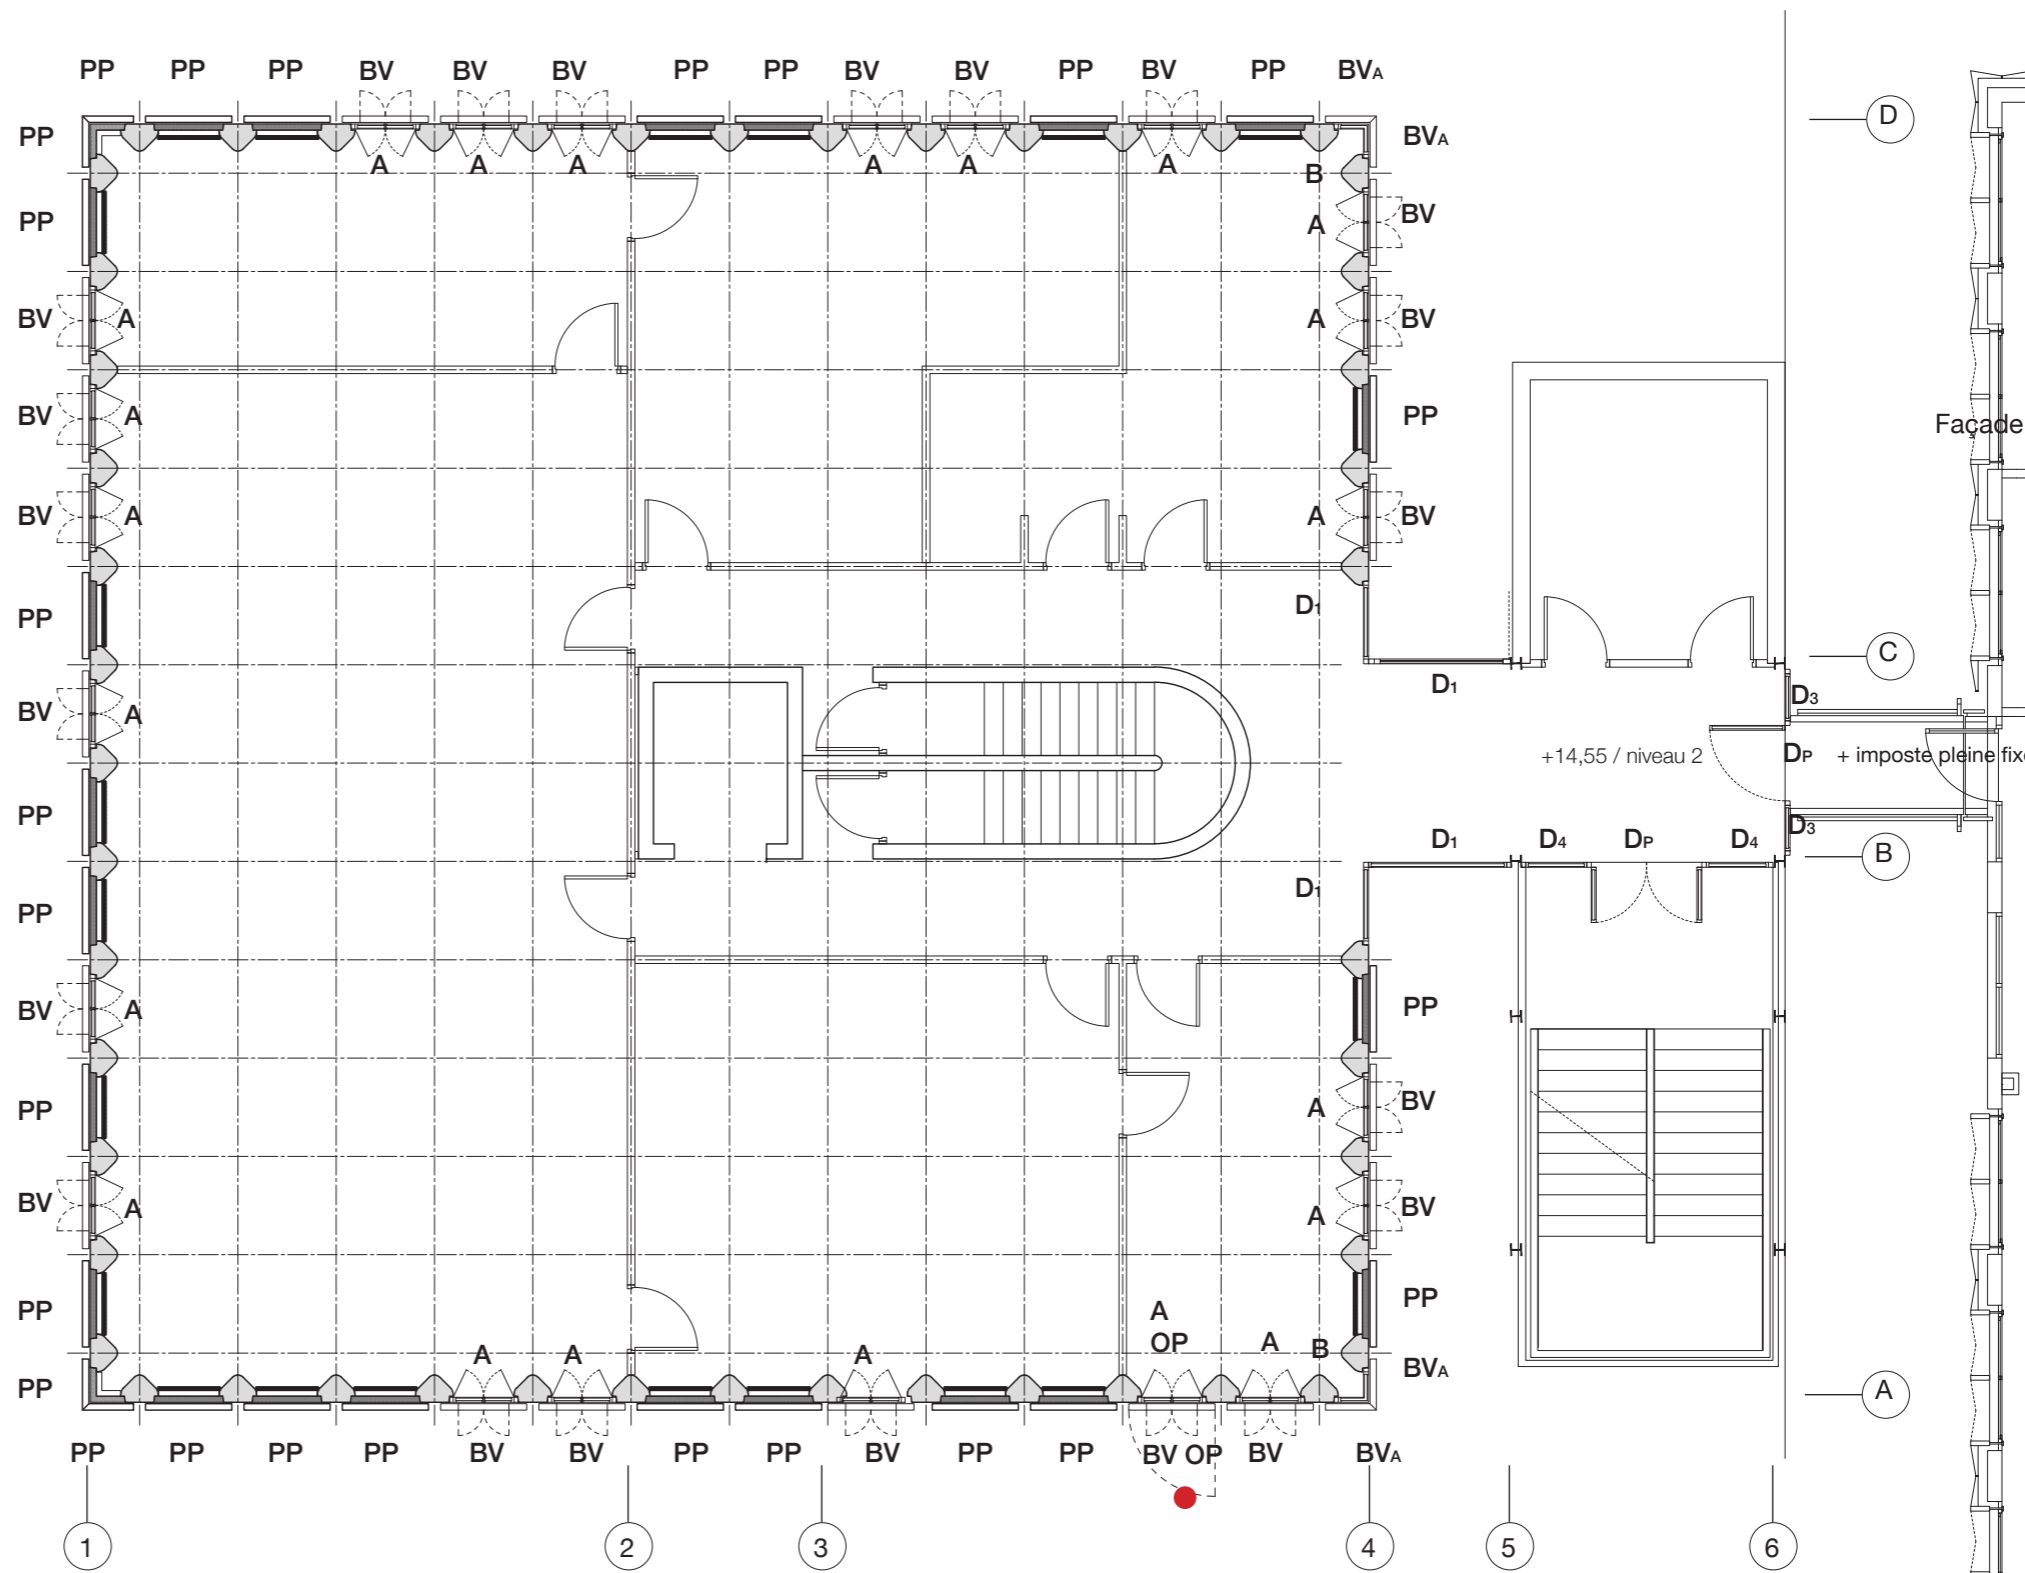 PP PP PP BV BV BV PP PP BV BV PP BV PP BVA
D
PP BVA
A A A A A A
B
PP A BV
BV A A BV
BV A PP
Façade
BV A A BV
PP D1
C
D1
D3
BV A
+14,55 / niveau 2 DP + imposte pleine fixe
PP D3
D1 D4 DP D4
B
PP D1
BV A PP
PP A BV
BV A A BV
PP A PP
OP A B
A A A
PP BVA
A
PP PP PP PP BV BV PP PP BV PP PP BV OP BV BVA
1 2 3 4 5 6